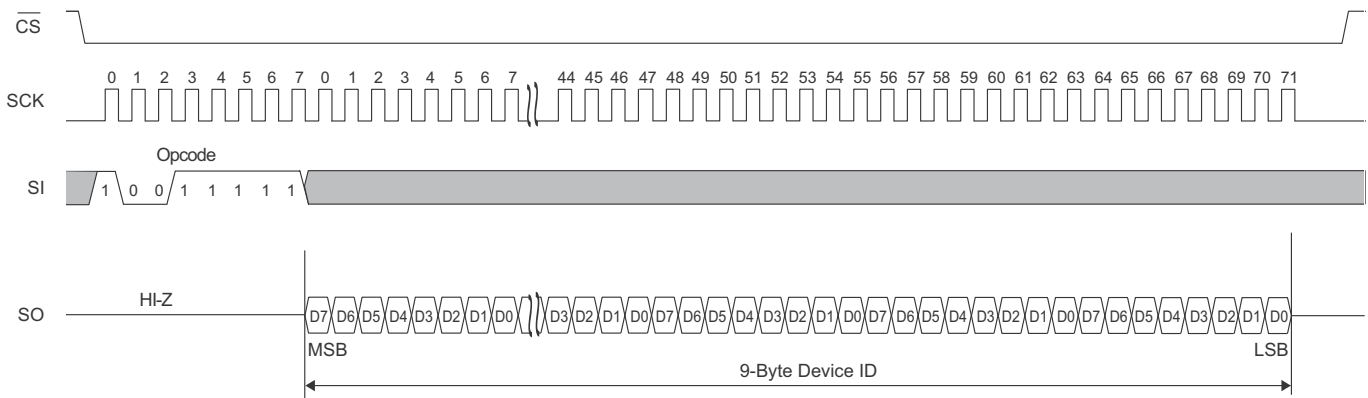 CS
0 1 2 3 4 5 6 7 0 1 2 3 4 5 6 7 44 45 46 47 48 49 50 51 52 53 54 55 56 57 58 59 60 61 62 63 64 65 66 67 68 69 70 71
SCK
Opcode
SI 1 0 0 1 1 1 1 1
HI-Z
SO D7 D6 D5 D4 D3 D2 D1 D0 D3 D2 D1 D0 D7 D6 D5 D4 D3 D2 D1 D0 D7 D6 D5 D4 D3 D2 D1 D0 D7 D6 D5 D4 D3 D2 D1 D0
MSB LSB
9-Byte Device ID